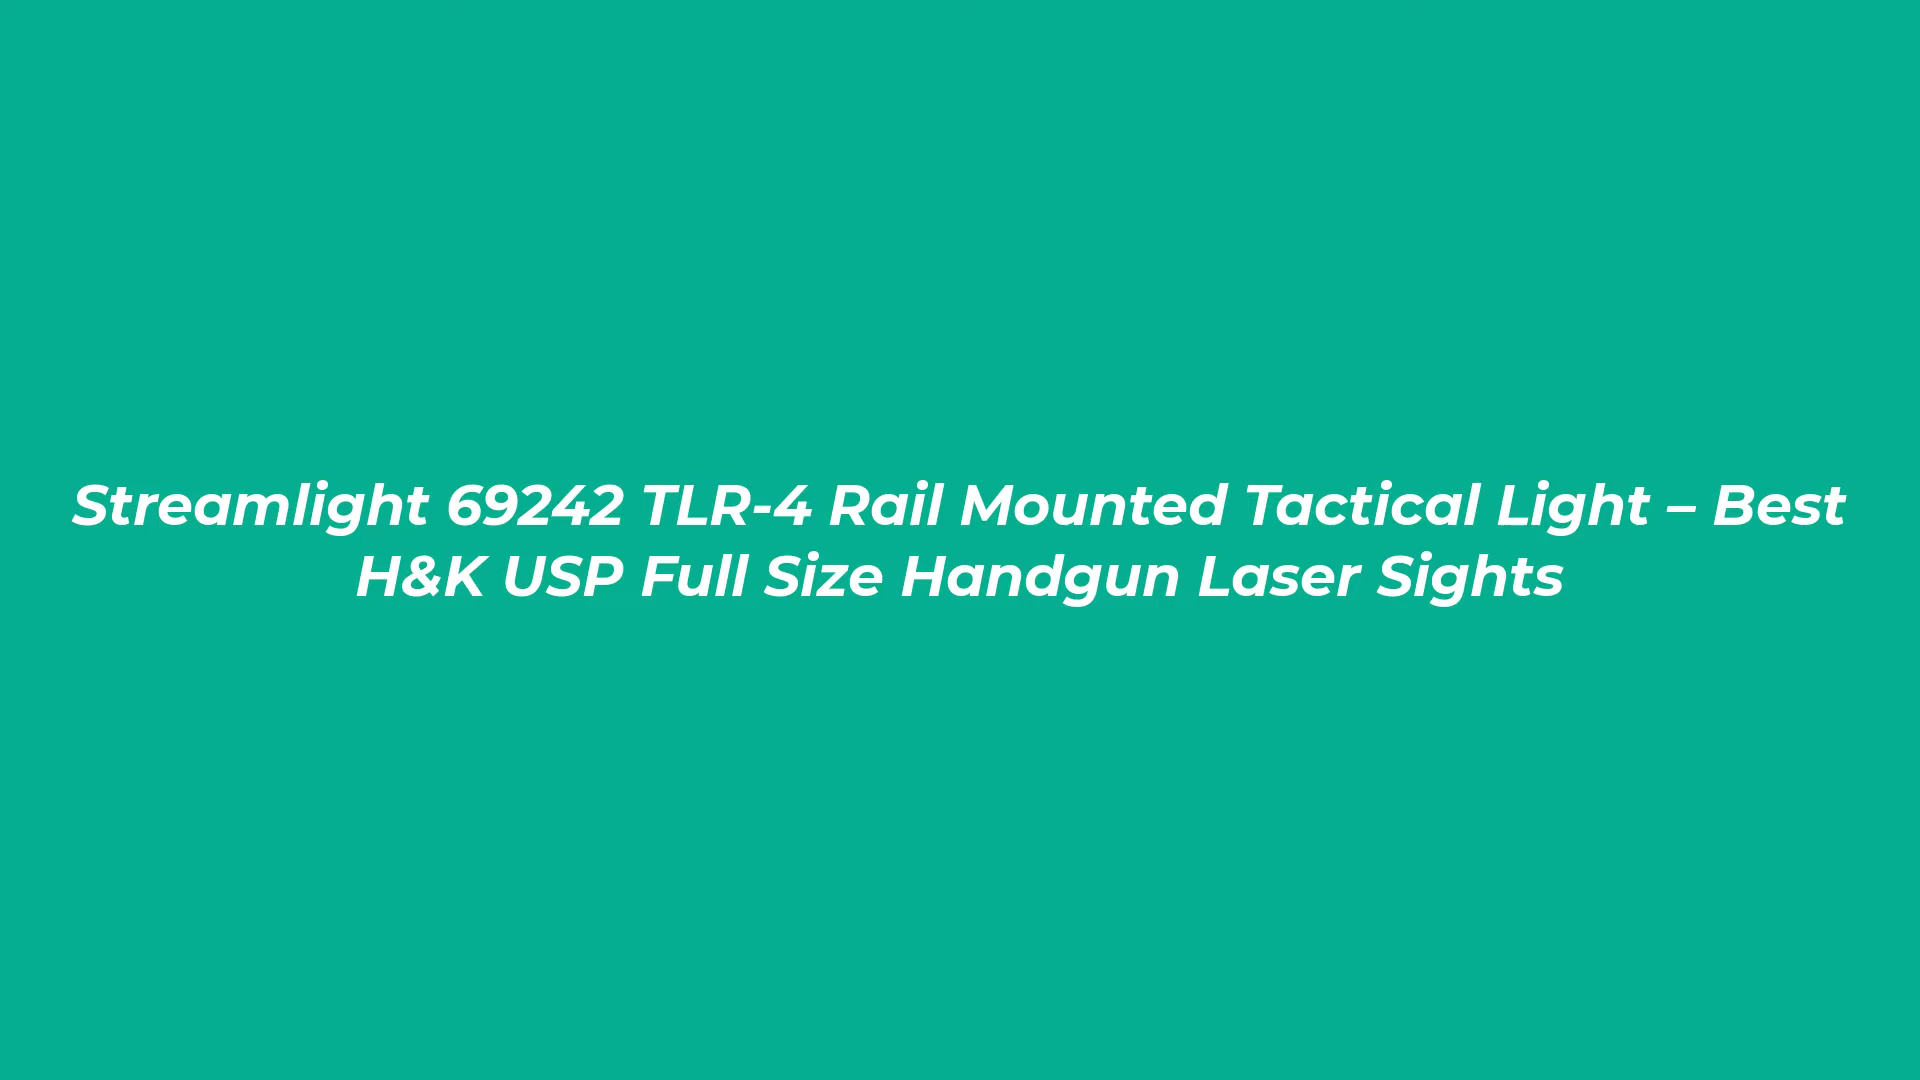 Streamlight 69242 TLR-4 Rail Mounted Tactical Light – Best
H&K USP Full Size Handgun Laser Sights